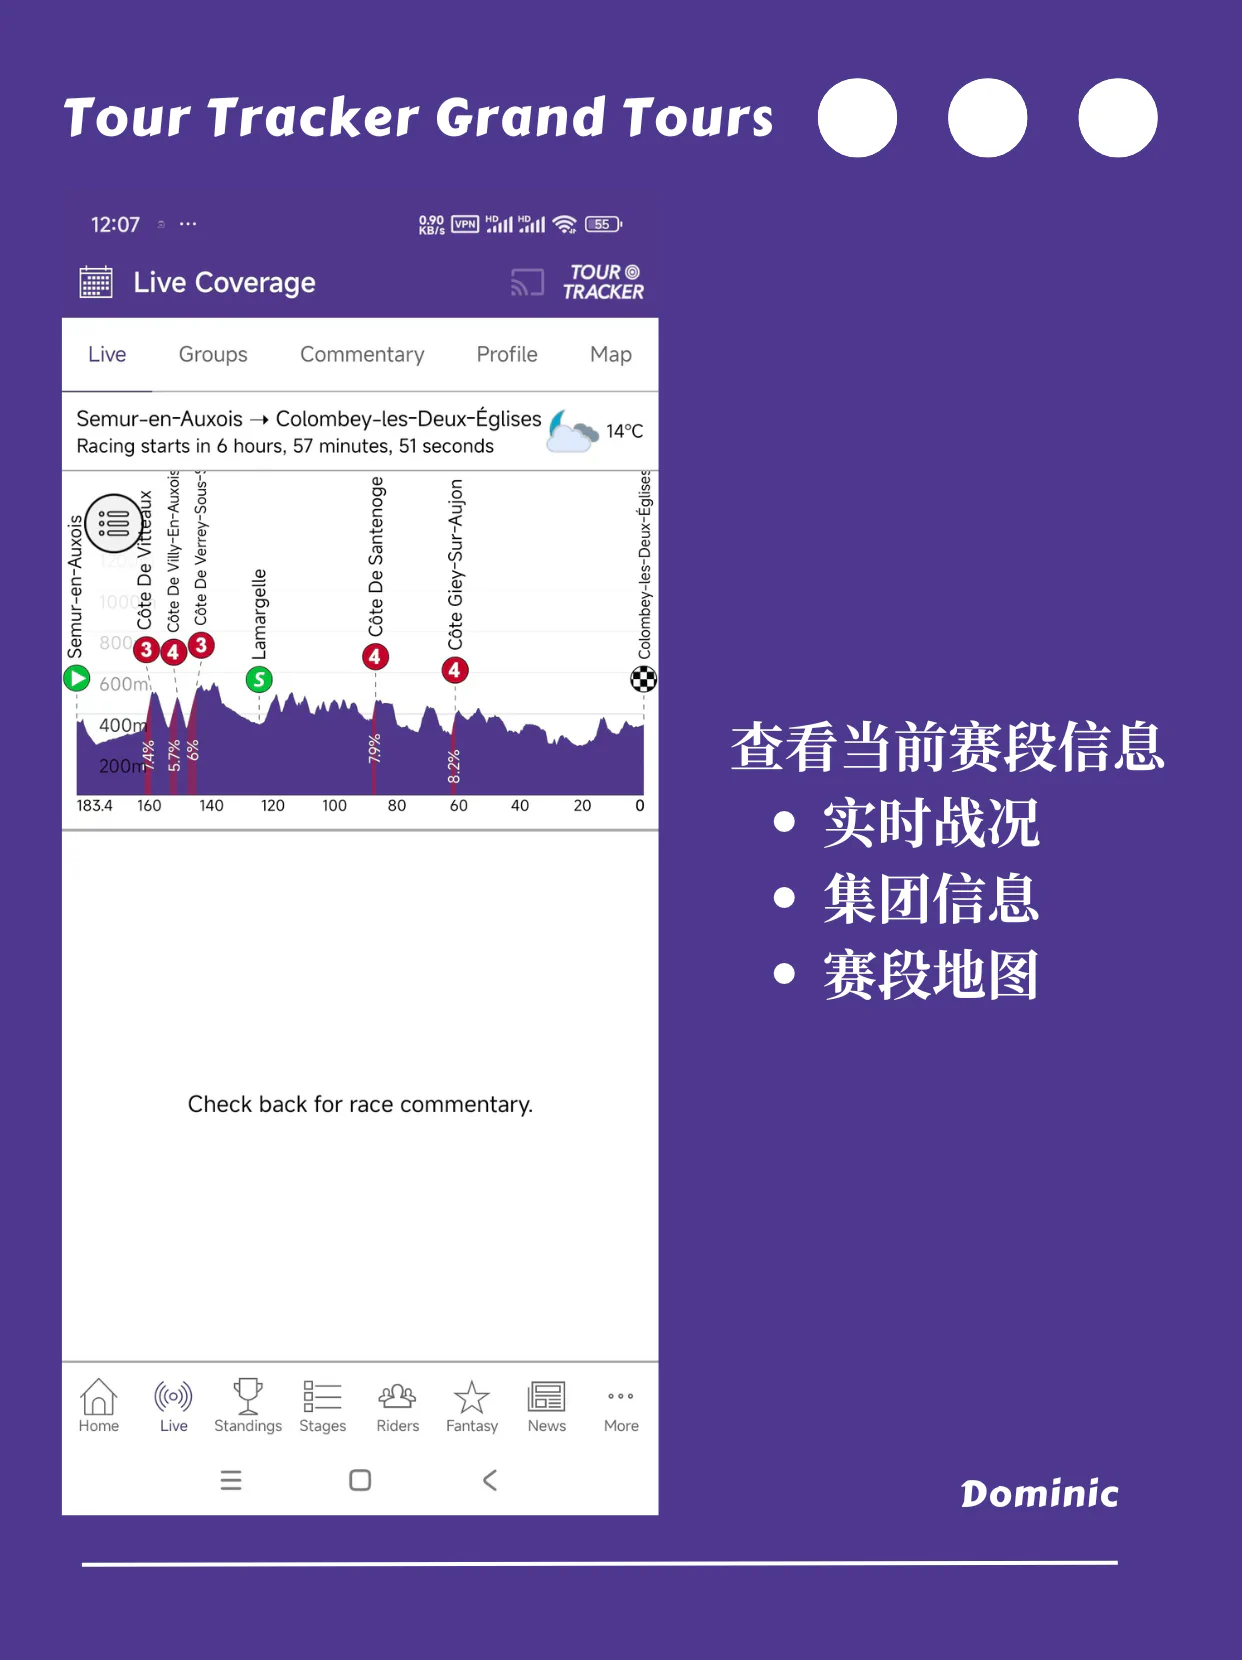 Tour Tracker Grand Tours
12:07
0.90 KB/s VPN HD HD 55
Live Coverage
TOUR
TRACKER
Live Groups Commentary Profile Map
Semur-en-Auxois → Colombey-les-Deux-Églises
Racing starts in 6 hours, 57 minutes, 51 seconds
14°C
Semur-en-Auxois
Côte De Vitteaux
Côte De Villy-En-Auxois
Côte De Verrey-Sous-S
Lamargelle
Côte De Santenoge
Côte Giey-Sur-Aujon
Colombey-les-Deux-Églises
1200m
1000m
800m
600m
400m
200m
3 4 3 S 4 4
7.4% 5.7% 6% 7.9% 8.2%
183.4 160 140 120 100 80 60 40 20 0
查看当前赛段信息
• 实时战况
• 集团信息
• 赛段地图
Check back for race commentary.
Home Live Standings Stages Riders Fantasy News More
Dominic